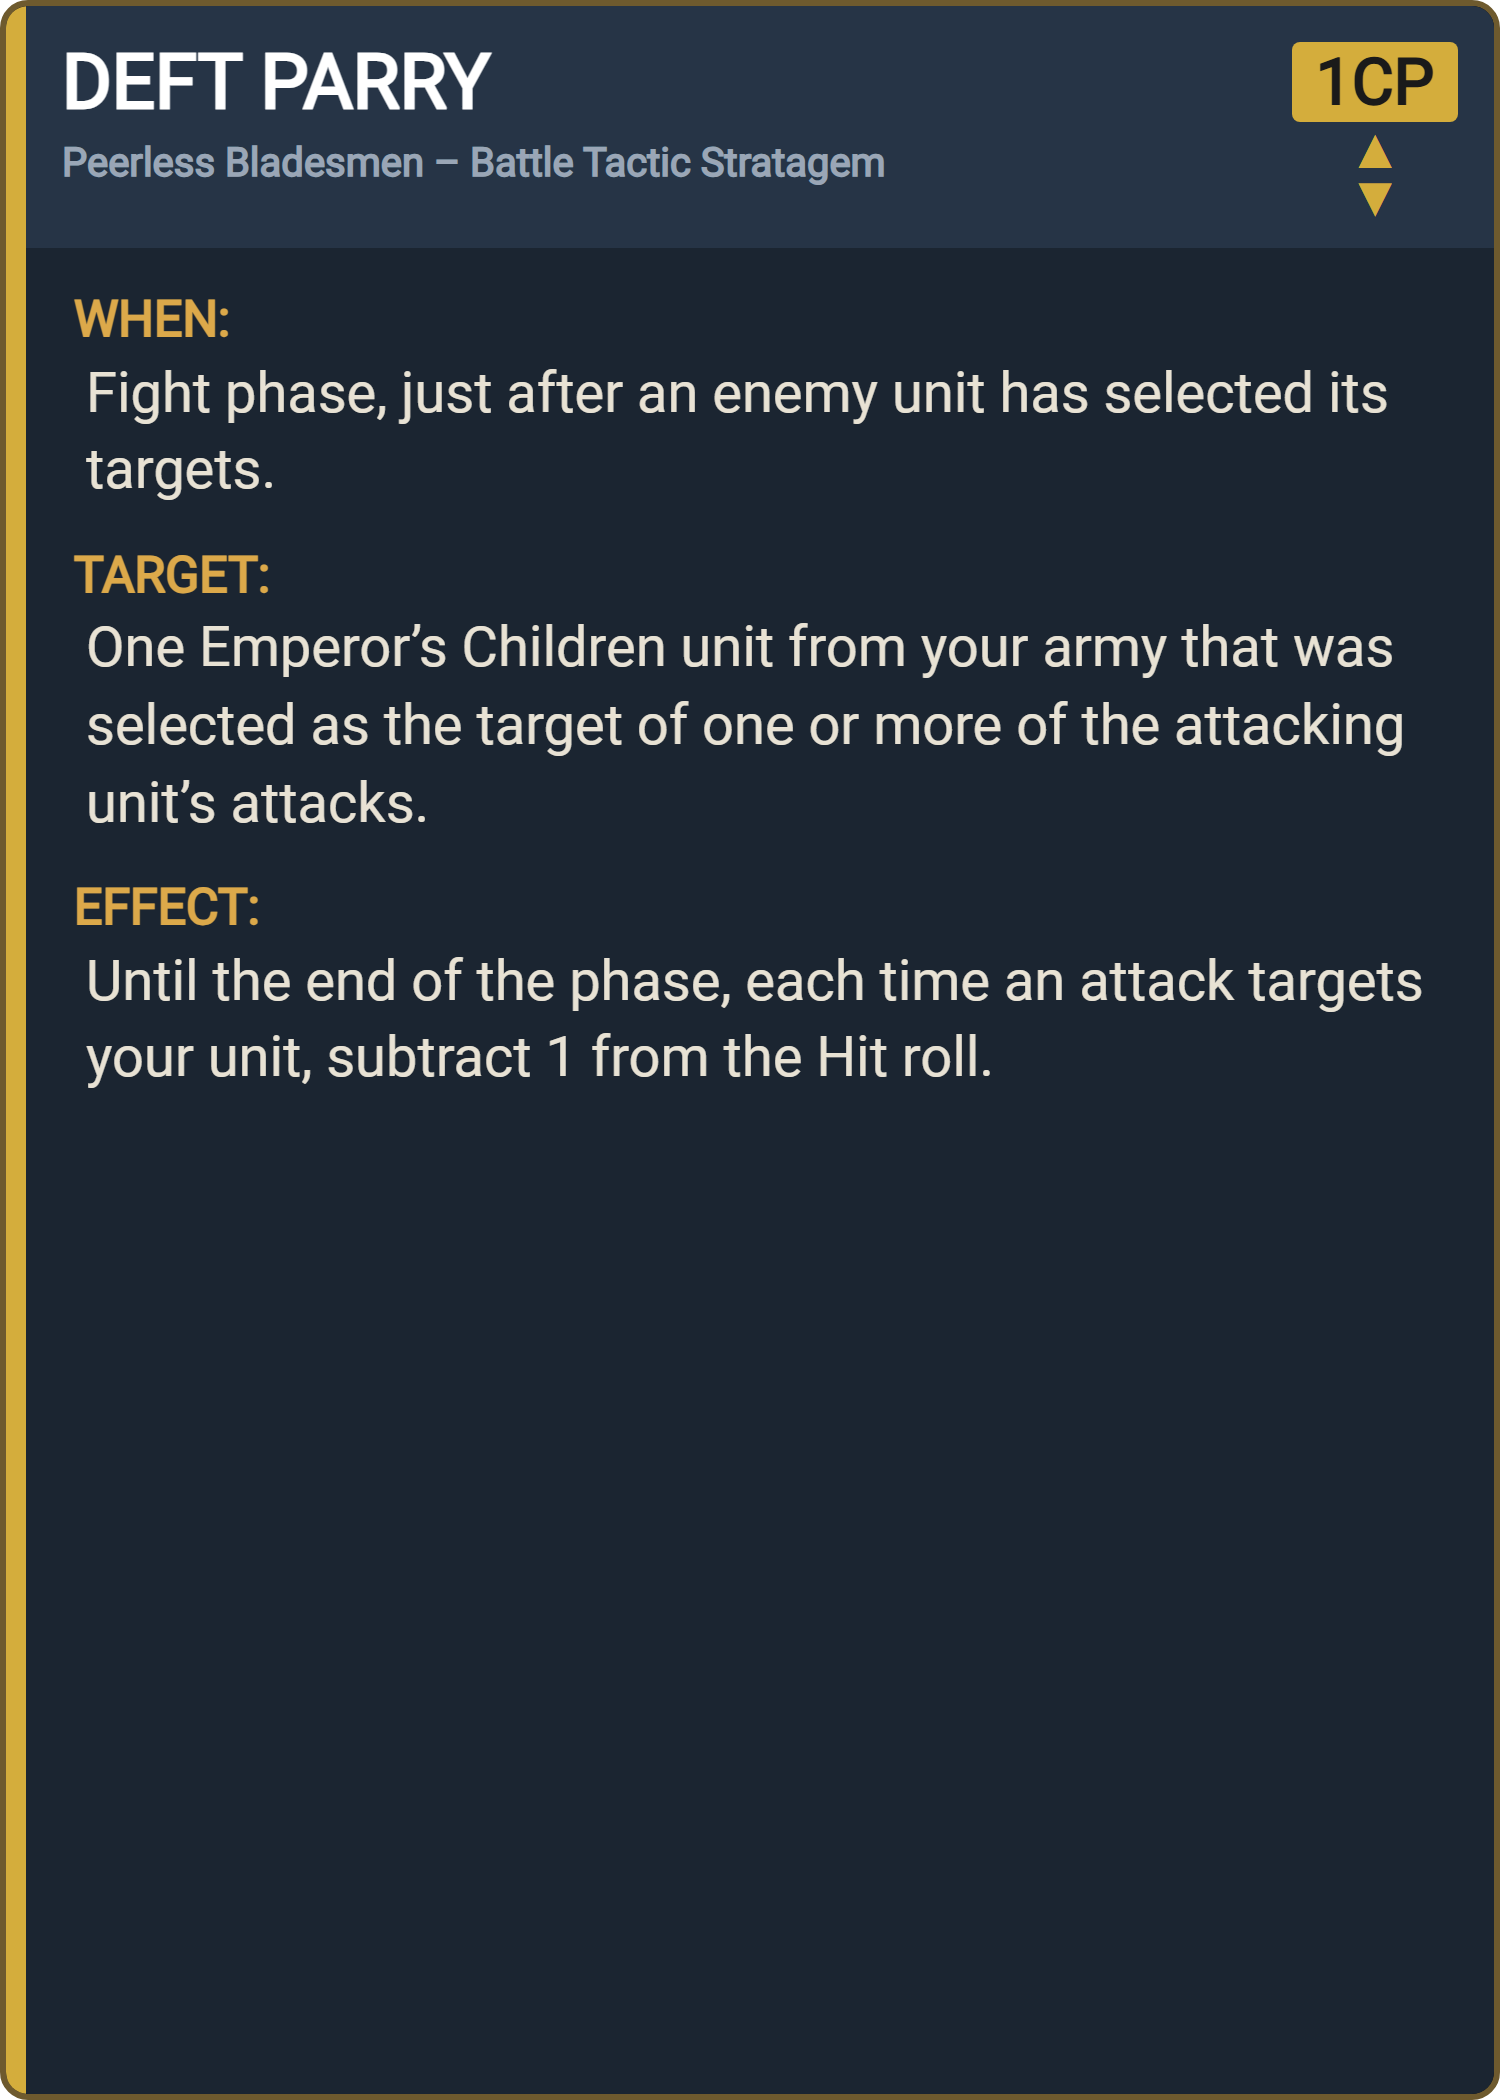 DEFT PARRY
Peerless Bladesmen – Battle Tactic Stratagem
1CP
▲
▼
WHEN:
Fight phase, just after an enemy unit has selected its
targets.
TARGET:
One Emperor’s Children unit from your army that was
selected as the target of one or more of the attacking
unit’s attacks.
EFFECT:
Until the end of the phase, each time an attack targets
your unit, subtract 1 from the Hit roll.